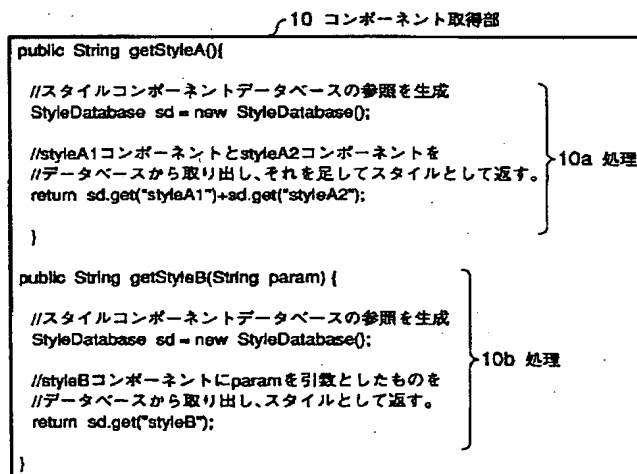 10 コンポーネント取得部
public String getStyleA(){
//スタイルコンポーネントデータベースの参照を生成
StyleDatabase sd = new StyleDatabase();
//styleA1コンポーネントとstyleA2コンポーネントを
//データベースから取り出し、それを足してスタイルとして返す。
return sd.get("styleA1")+sd.get("styleA2");
}
10a 処理
public String getStyleB(String param) {
//スタイルコンポーネントデータベースの参照を生成
StyleDatabase sd = new StyleDatabase();
//styleBコンポーネントにparamを引数としたものを
//データベースから取り出し、スタイルとして返す。
return sd.get("styleB");
}
10b 処理